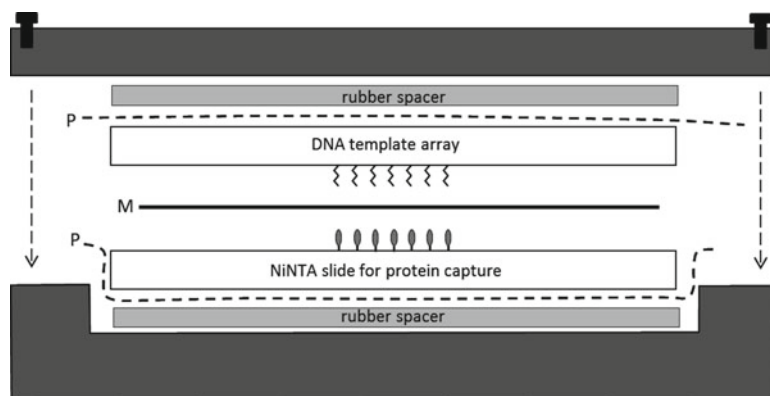 rubber spacer
P
DNA template array
M
P
NiNTA slide for protein capture
rubber spacer